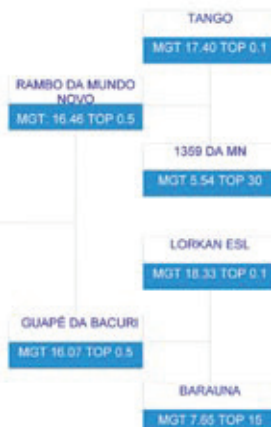 TANGO
MGT 17.40 TOP 0.1
RAMBO DA MUNDO
NOVO
MGT: 16.46 TOP 0.5
1359 DA MN
MGT 5.54 TOP 30
LORKAN ESL
MGT 18.33 TOP 0.1
GUAPÉ DA BACURI
MGT 16.07 TOP 0.5
BARAUNA
MGT 7.65 TOP 15